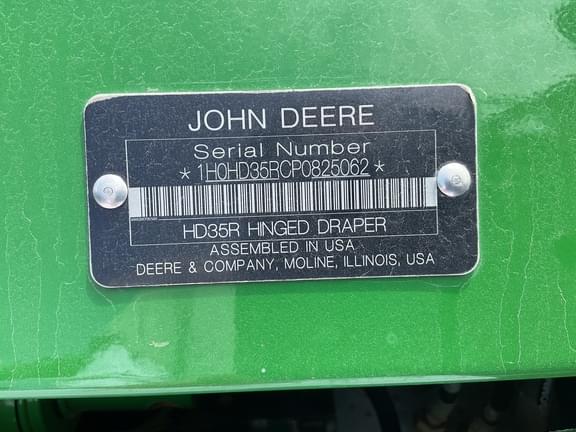 JOHN DEERE
Serial Number
*1H0HD35RCP0825062*
HD35R HINGED DRAPER
ASSEMBLED IN USA
DEERE & COMPANY, MOLINE, ILLINOIS, USA